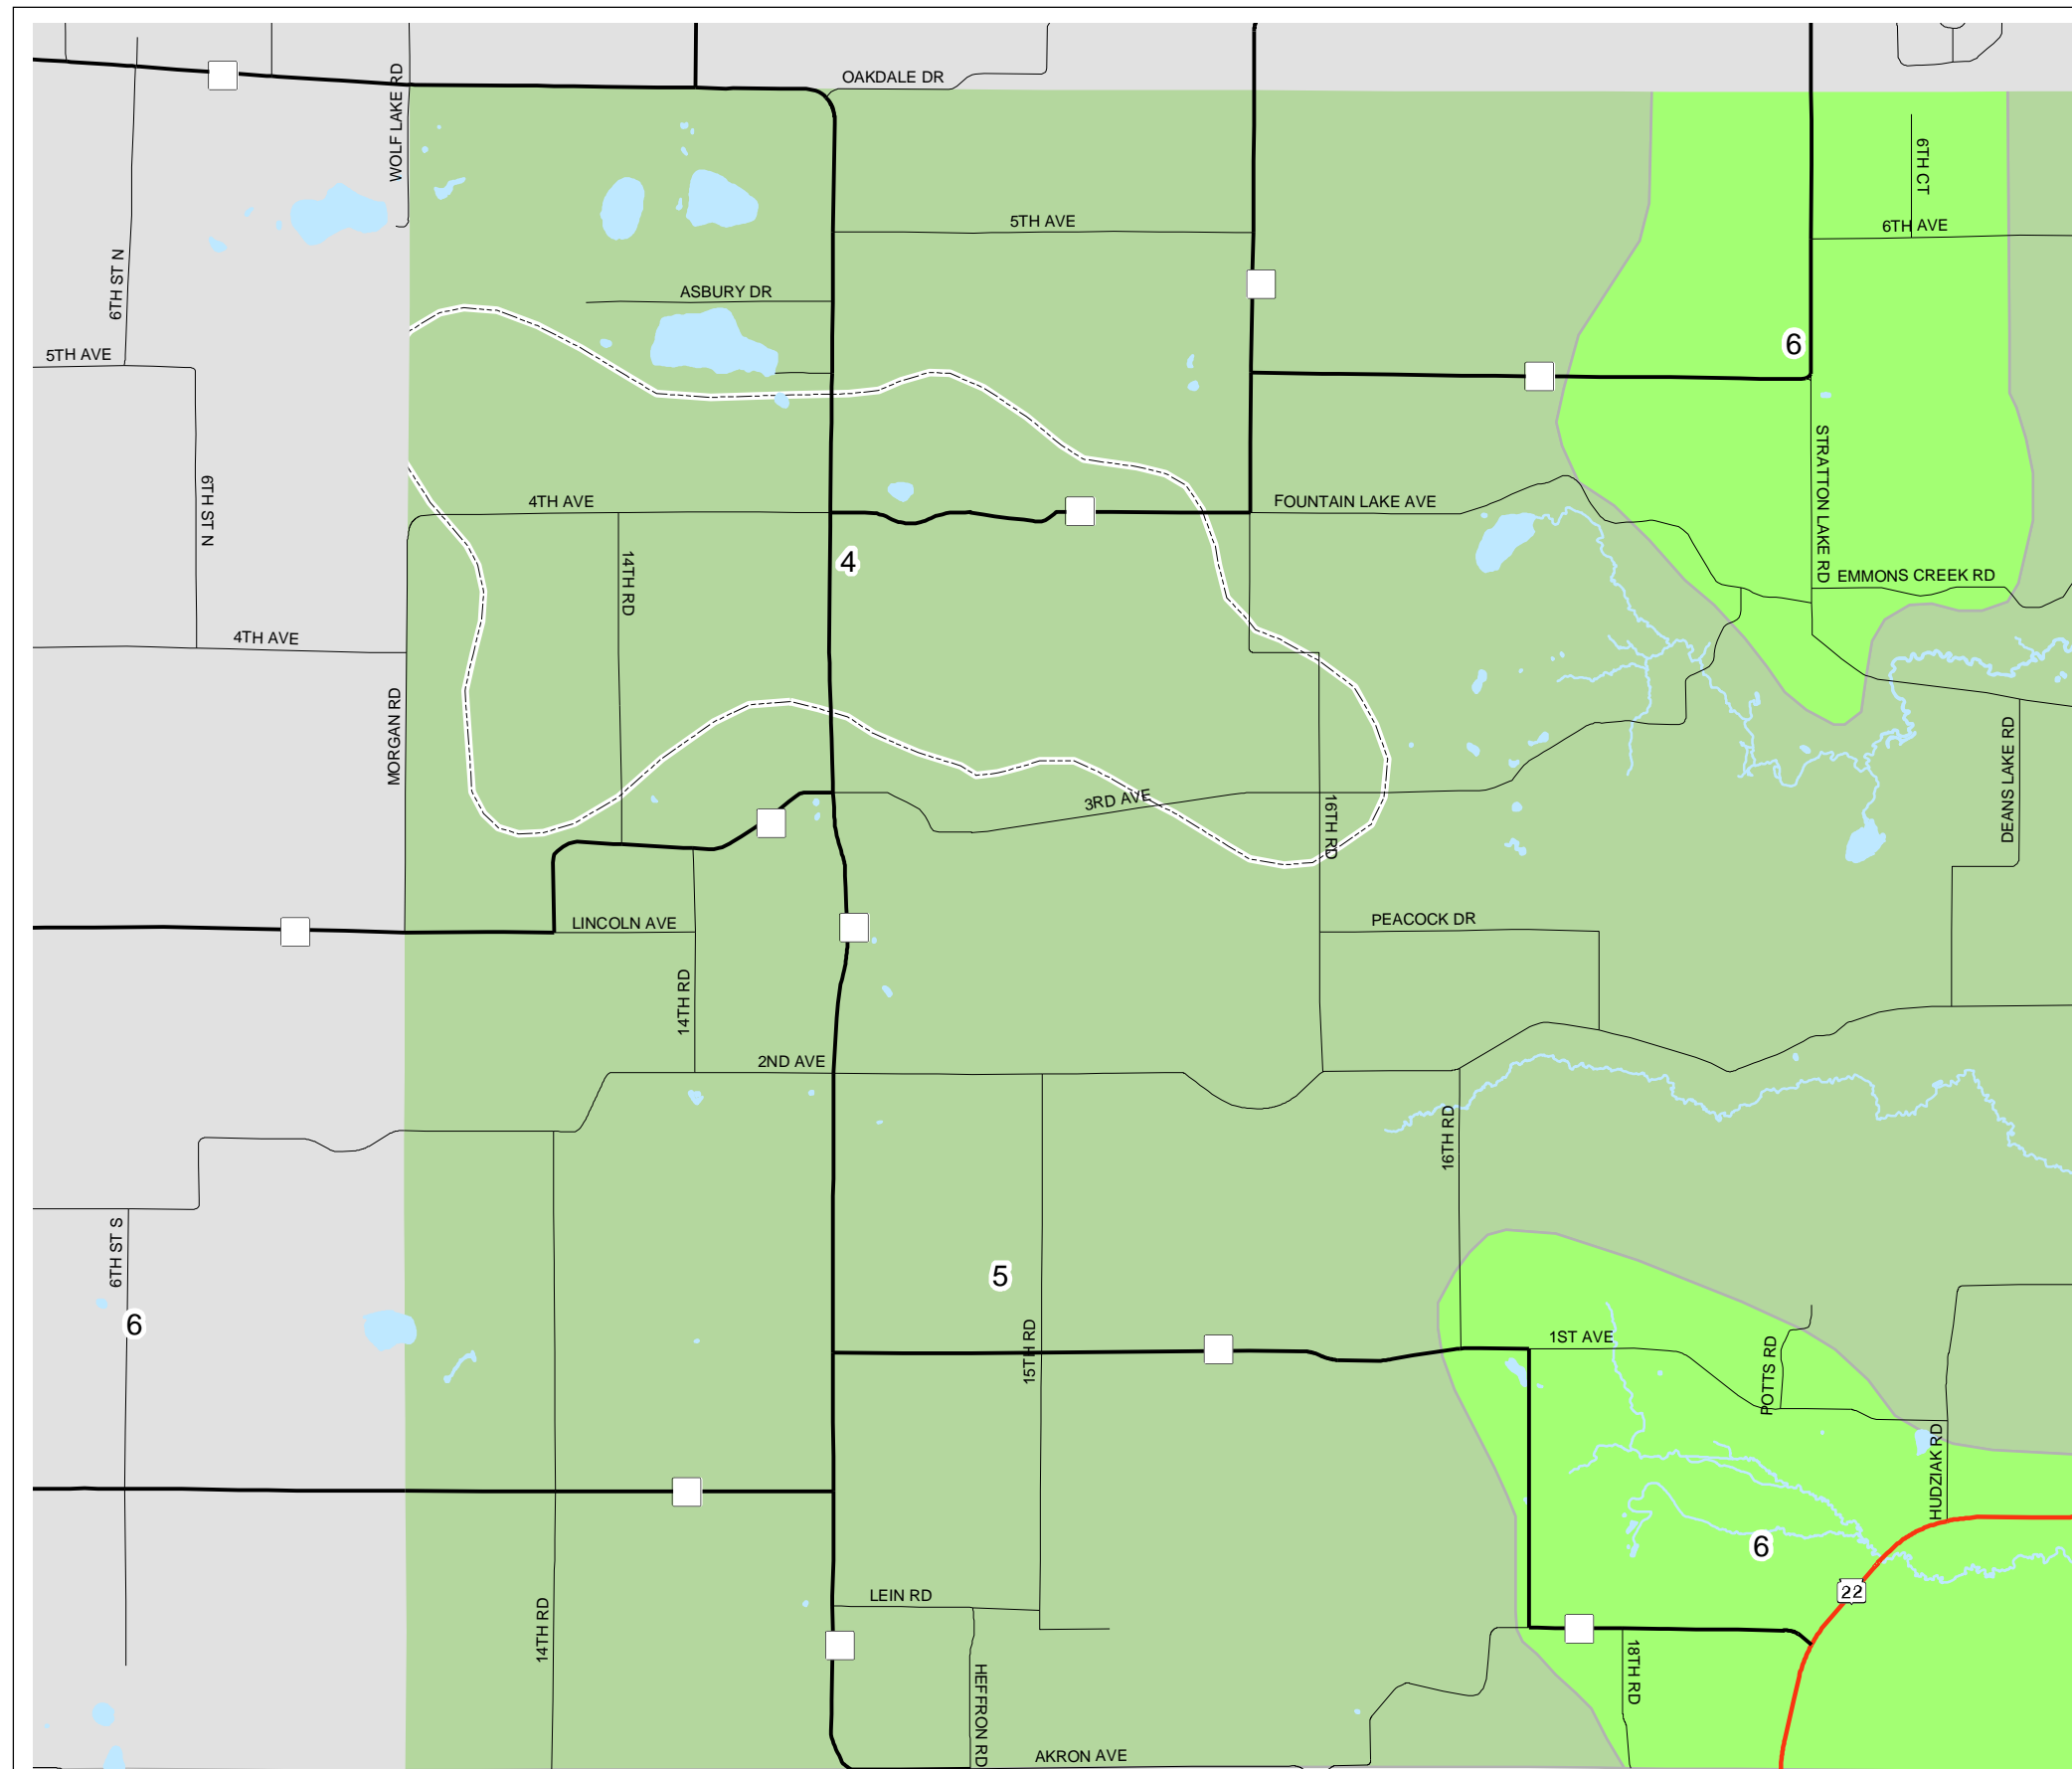 OAKDALE DR
WOLF LAKE RD
6TH CT
5TH AVE
6TH AVE
6TH ST N
ASBURY DR
5TH AVE
6
6TH ST N
4TH AVE
FOUNTAIN LAKE AVE
STRATTON LAKE RD
4
14TH RD
EMMONS CREEK RD
4TH AVE
MORGAN RD
DEANS LAKE RD
3RD AVE
16TH RD
LINCOLN AVE
PEACOCK DR
14TH RD
2ND AVE
16TH RD
6TH ST S
5
6
15TH RD
1ST AVE
POTTS RD
HUDZIAK RD
6
22
LEIN RD
14TH RD
HEFFRON RD
18TH RD
AKRON AVE